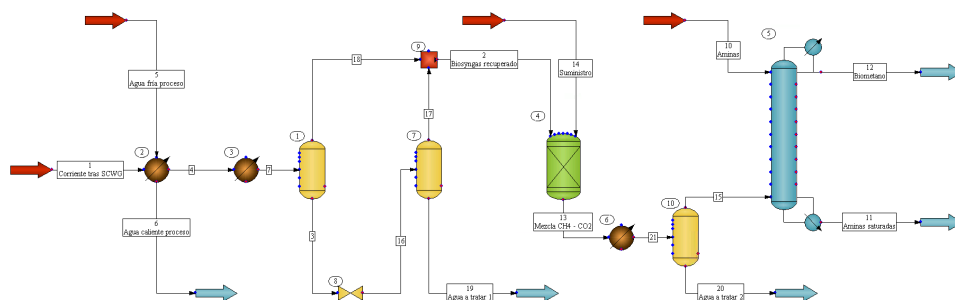 5
Agua fría proceso
1
Corriente tras SCWG
2
4
3
7
6
Agua caliente proceso
1
18
3
8
9
17
7
16
19
Agua a tratar 1
2
Biosyngas recuperado
14
Suministro
4
13
Mezcla CH4 - CO2
6
21
10
15
20
Agua a tratar 2
10
Aminas
5
12
Biometano
11
Aminas saturadas